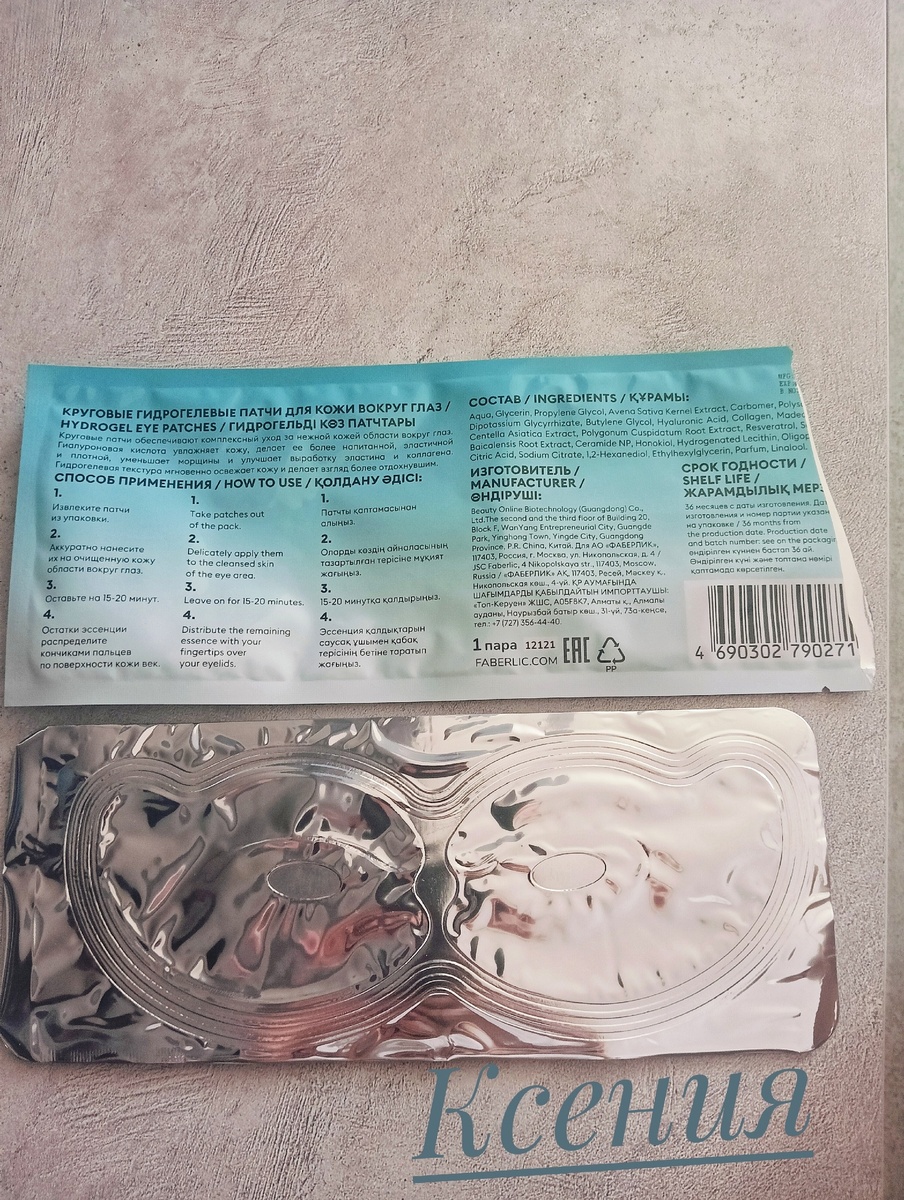 КРУГОВЫЕ ГИДРОГЕЛЕВЫЕ ПАТЧИ ДЛЯ КОЖИ ВОКРУГ ГЛАЗ /
HYDROGEL EYE PATCHES / ГИДРОГЕЛЬДІ КӨЗ ПАТЧТАРЫ
Круговые патчи обеспечивают комплексный уход за нежной кожей области вокруг глаз.
Гиалуроновая кислота увлажняет кожу, делает ее более напитанной, эластичной
и плотной, уменьшает морщины и улучшает выработку эластина и коллагена
Гидрогелевая текстура мгновенно освежает кожу и делает взгляд более отдохнувшим.
СПОСОБ ПРИМЕНЕНИЯ / HOW TO USE / ҚОЛДАНУ ӘДІСІ:
1.
Извлеките патчи
из упаковки.
2.
Аккуратно нанесите
их на очищенную кожу
области вокруг глаз.
3.
Оставьте на 15-20 минут.
4.
Остатки эссенции
распределите
кончиками пальцев
по поверхности кожи век.
1.
Take patches out
of the pack.
2.
Delicately apply them
to the cleansed skin
of the eye area.
3.
Leave on for 15-20 minutes.
4.
Distribute the remaining
essence with your
fingertips over
your eyelids.
1.
Патчты қаптамасынан
алыңыз.
2.
Оларды көздің айналасының
тазартылған терісіне мұқият
жағыңыз.
3.
15-20 минутқа қалдырыңыз.
4.
Эссенция қалдықтарын
саусақ ұшымен қабақ
терісінің бетіне таратып
жағыңыз.
СОСТАВ / INGREDIENTS / ҚҰРАМЫ:
Aqua, Glycerin, Propylene Glycol, Avena Sativa Kernel Extract, Carbomer,
Dipotassium Glycyrrhizate, Butylene Glycol, Hyaluronic Acid, Collagen,
Centella Asiatica Extract, Polygonum Cuspidatum Root Extract, Resveratrol,
Baicalensis Root Extract, Ceramide NP, Honokiol, Hydrogenated Lecithin,
Citric Acid, Sodium Citrate, 1,2-Hexanediol, Ethylhexylglycerin, Parfum, Linalool.
ИЗГОТОВИТЕЛЬ /
MANUFACTURER /
ӨНДІРУШІ:
Beauty Online Biotechnology (Guangdong) Co.,
Ltd.The second and the third floor of Building 20,
Block F, WanYang Entrepreneurial City, Guangde
Park, Yinghong Town, Yingde City, Guangdong
Province, P.R. China, Китай. Для АО «ФАБЕРЛИК»,
117403, Россия, г. Москва, ул. Никопольская, д. 4 /
JSC Faberlic, 4 Nikopolskaya str., 117403, Moscow,
Russia / «ФАБЕРЛИК» АҚ, 117403, Ресей, Мәскеу қ.,
Никопольская көш., 4-үй. ҚР АУМАҒЫНДА
ШАҒЫМДАРДЫ ҚАБЫЛДАЙТЫН ИМПОРТТАУШЫ:
«Топ-Керуен» ЖШС, A05F8K7, Алматы қ., Алмалы
ауданы, Наурызбай батыр көш., 31-үй, 73а-кеңсе,
тел.: +7 (727) 356-44-40.
1 пара 12121
FABERLIC.COM
EAC
PP
СРОК ГОДНОСТИ /
SHELF LIFE /
ЖАРАМДЫЛЫҚ
36 месяцев с даты изготовления.
изготовления и номер партии
на упаковке / 36 months from
the production date. Production date
and batch number: see on the
өндірілген күннен бастап 36 ай.
Өндірілген күні және топтама
қаптамада көрсетілген.
4 690302 790271
Ксения